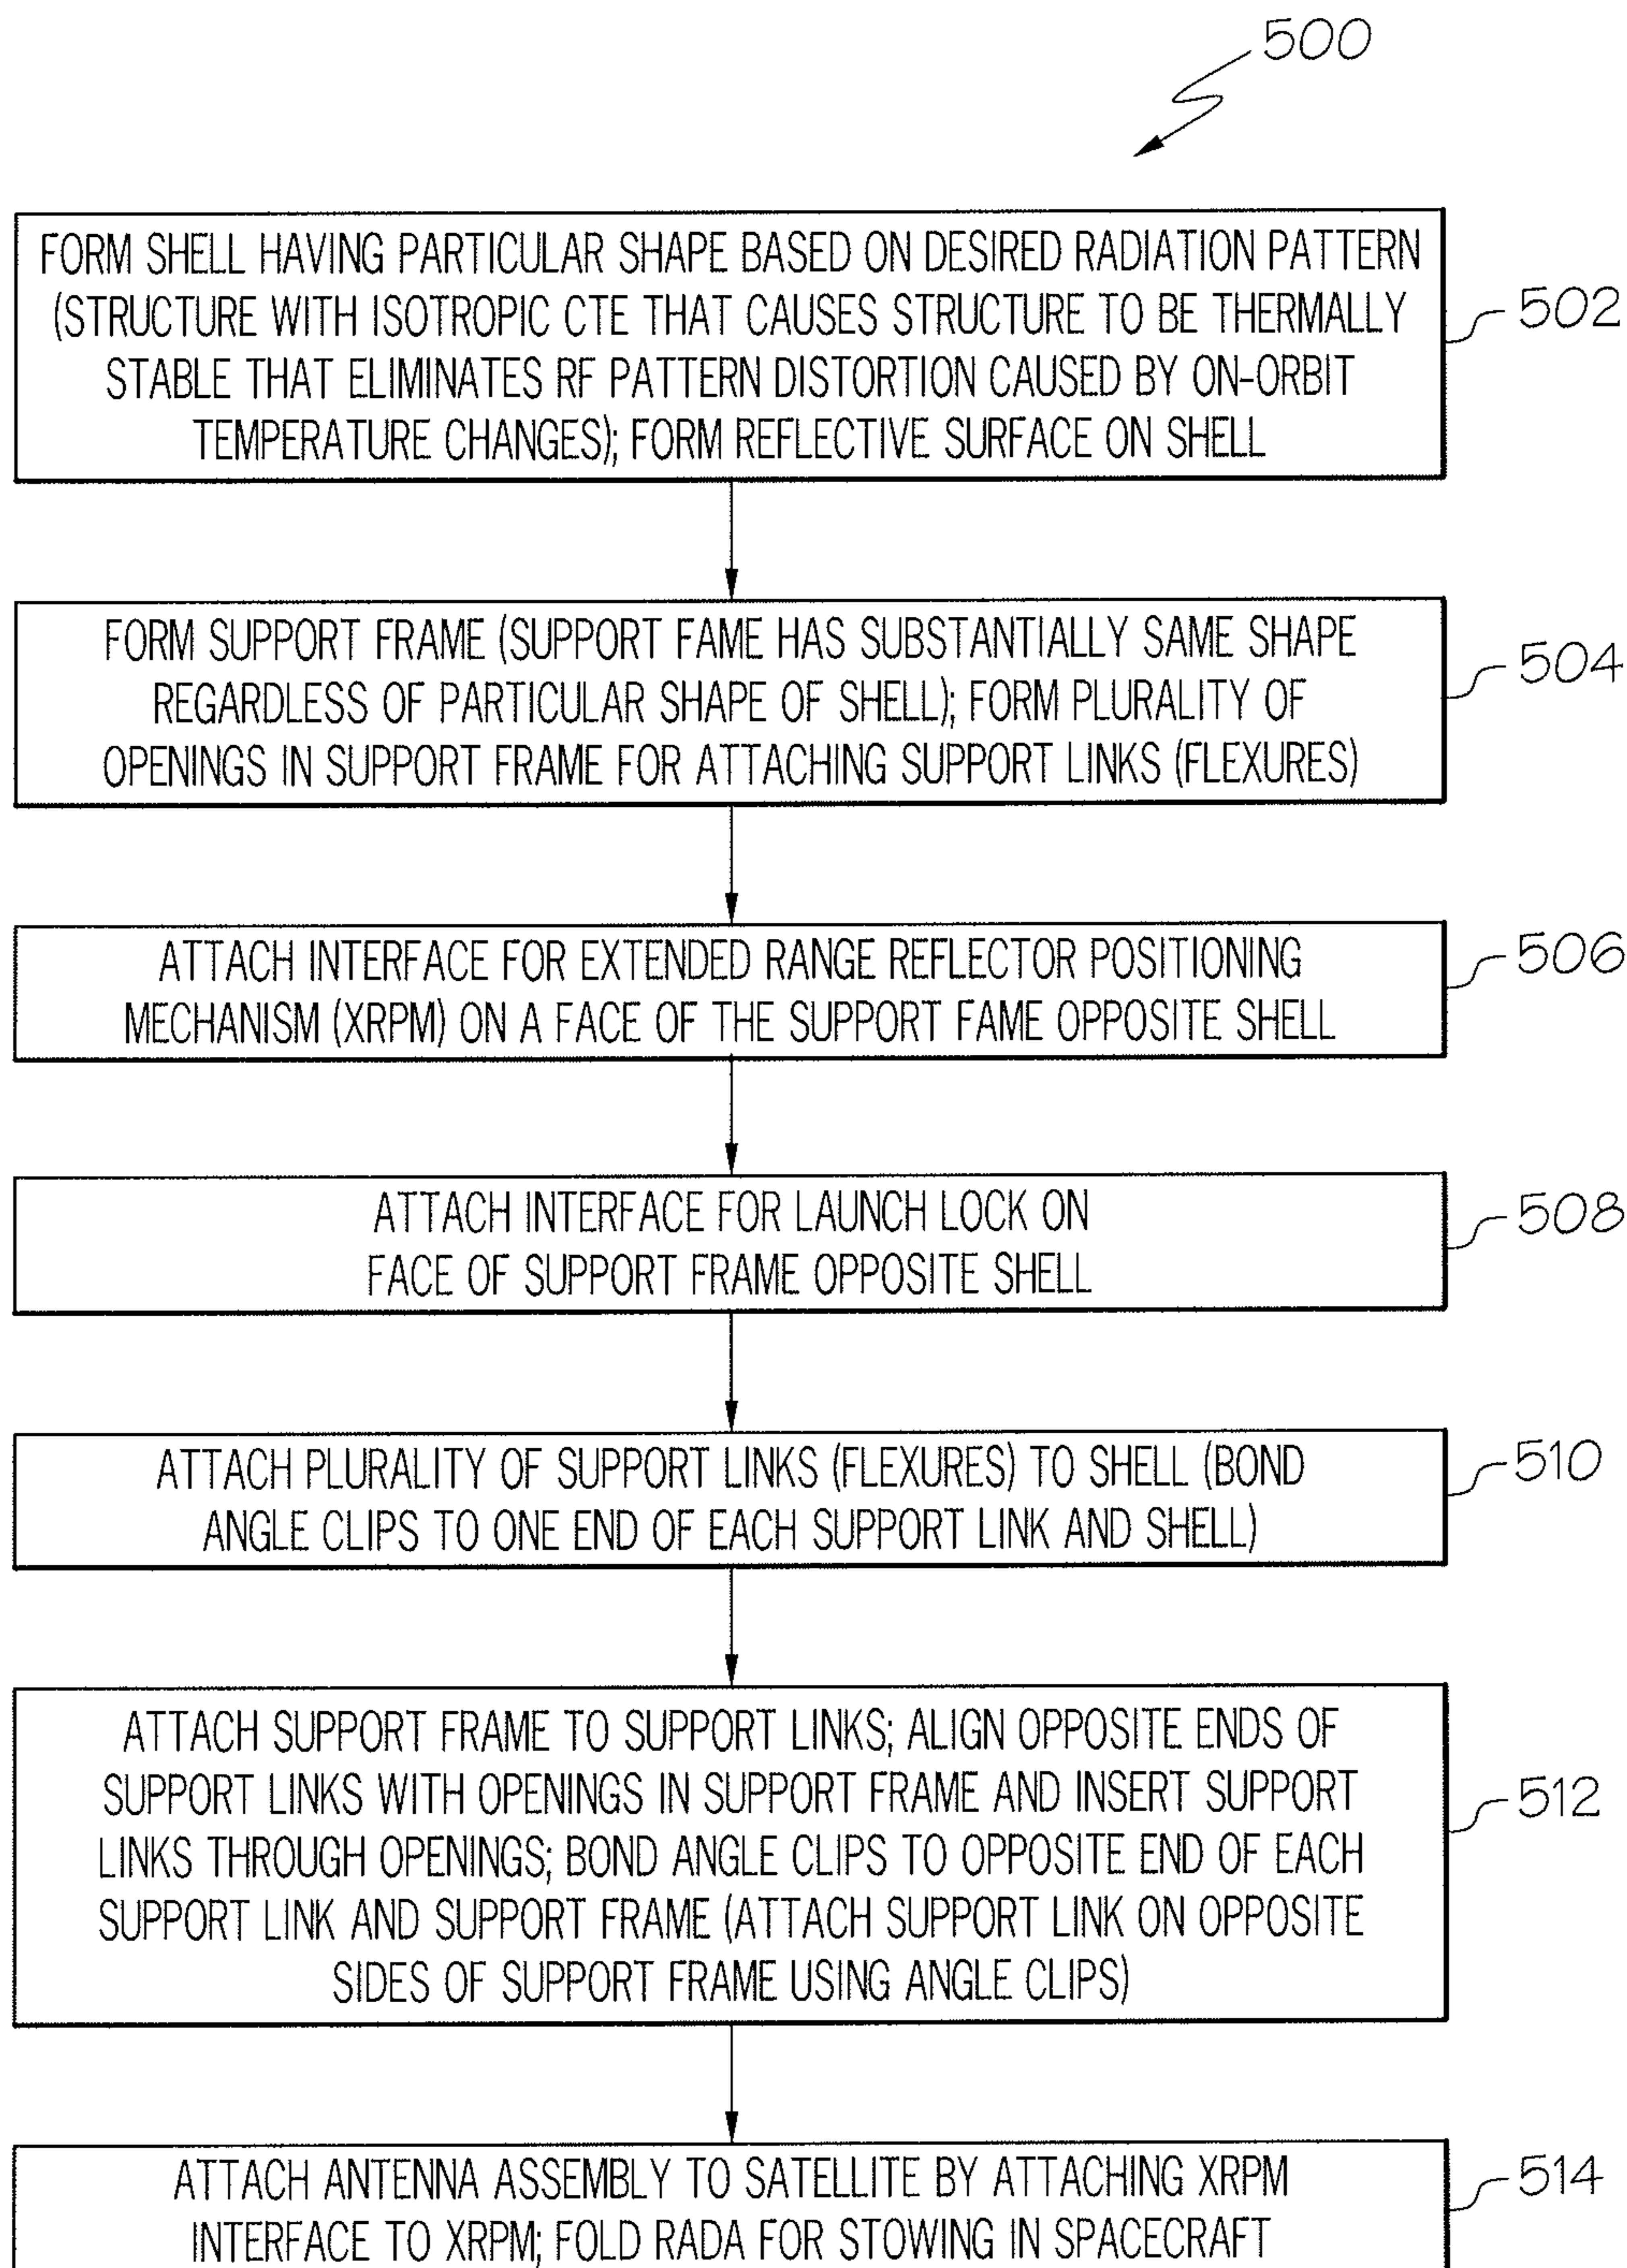 500
FORM SHELL HAVING PARTICULAR SHAPE BASED ON DESIRED RADIATION PATTERN
(STRUCTURE WITH ISOTROPIC CTE THAT CAUSES STRUCTURE TO BE THERMALLY
STABLE THAT ELIMINATES RF PATTERN DISTORTION CAUSED BY ON-ORBIT
TEMPERATURE CHANGES); FORM REFLECTIVE SURFACE ON SHELL
502
FORM SUPPORT FRAME (SUPPORT FAME HAS SUBSTANTIALLY SAME SHAPE
REGARDLESS OF PARTICULAR SHAPE OF SHELL); FORM PLURALITY OF
OPENINGS IN SUPPORT FRAME FOR ATTACHING SUPPORT LINKS (FLEXURES)
504
ATTACH INTERFACE FOR EXTENDED RANGE REFLECTOR POSITIONING
MECHANISM (XRPM) ON A FACE OF THE SUPPORT FAME OPPOSITE SHELL
506
ATTACH INTERFACE FOR LAUNCH LOCK ON
FACE OF SUPPORT FRAME OPPOSITE SHELL
508
ATTACH PLURALITY OF SUPPORT LINKS (FLEXURES) TO SHELL (BOND
ANGLE CLIPS TO ONE END OF EACH SUPPORT LINK AND SHELL)
510
ATTACH SUPPORT FRAME TO SUPPORT LINKS; ALIGN OPPOSITE ENDS OF
SUPPORT LINKS WITH OPENINGS IN SUPPORT FRAME AND INSERT SUPPORT
LINKS THROUGH OPENINGS; BOND ANGLE CLIPS TO OPPOSITE END OF EACH
SUPPORT LINK AND SUPPORT FRAME (ATTACH SUPPORT LINK ON OPPOSITE
SIDES OF SUPPORT FRAME USING ANGLE CLIPS)
512
ATTACH ANTENNA ASSEMBLY TO SATELLITE BY ATTACHING XRPM
INTERFACE TO XRPM; FOLD RADA FOR STOWING IN SPACECRAFT
514